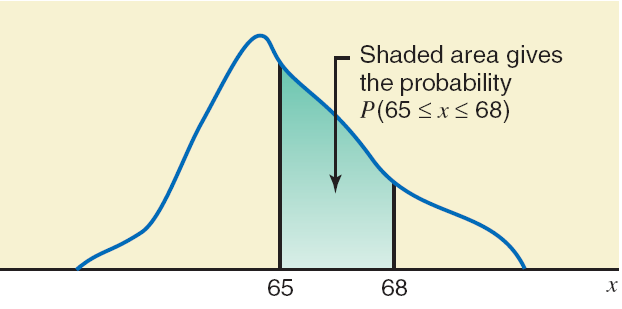 Shaded area gives
the probability
P(65 ≤ x ≤ 68)
65
68
x